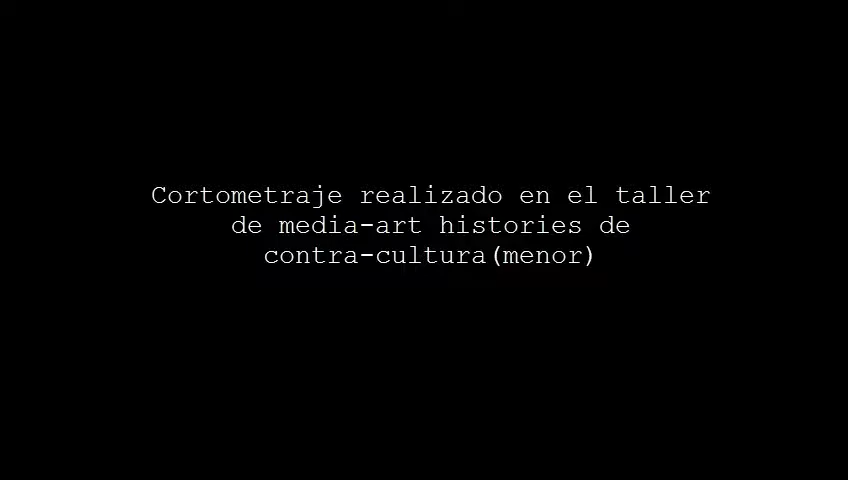 Cortometraje realizado en el taller
de media-art histories de
contra-cultura(menor)